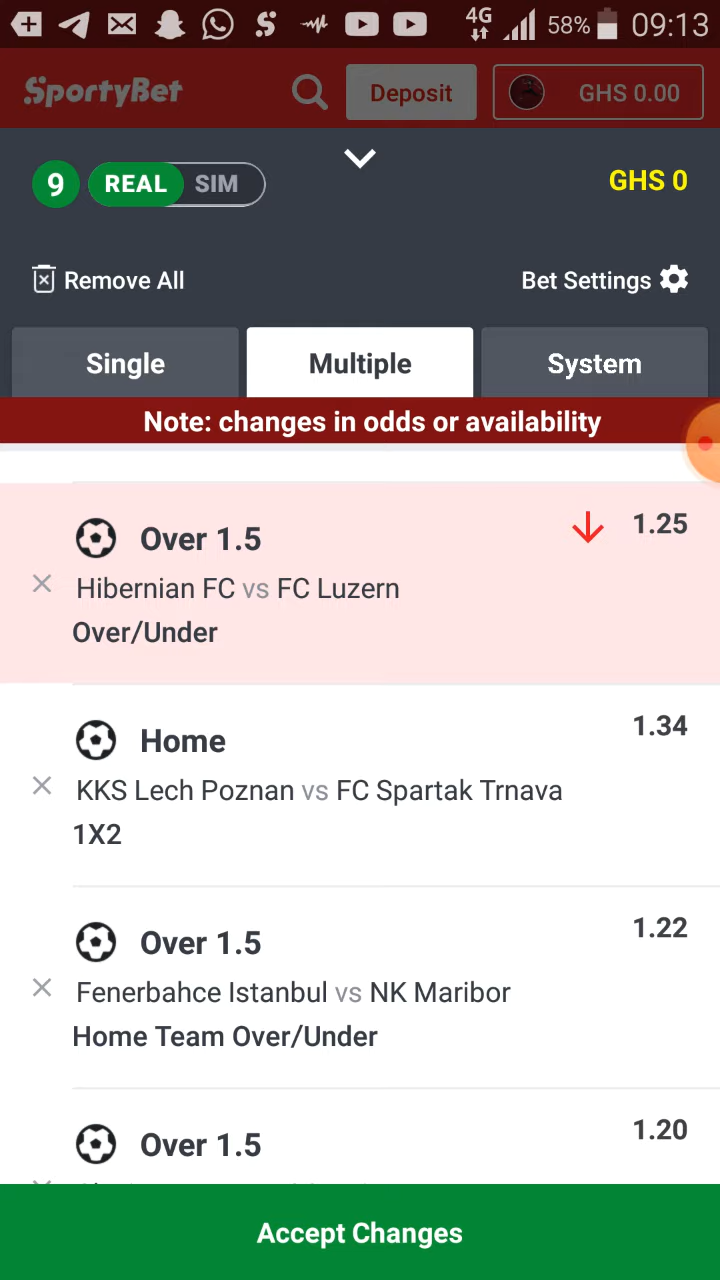 4G 58% 09:13
SportyBet Deposit GHS 0.00
9 REAL SIM GHS 0
Remove All Bet Settings
Single Multiple System
Note: changes in odds or availability
Over 1.5 1.25
Hibernian FC vs FC Luzern
Over/Under
Home 1.34
KKS Lech Poznan vs FC Spartak Trnava
1X2
Over 1.5 1.22
Fenerbahce Istanbul vs NK Maribor
Home Team Over/Under
Over 1.5 1.20
Accept Changes